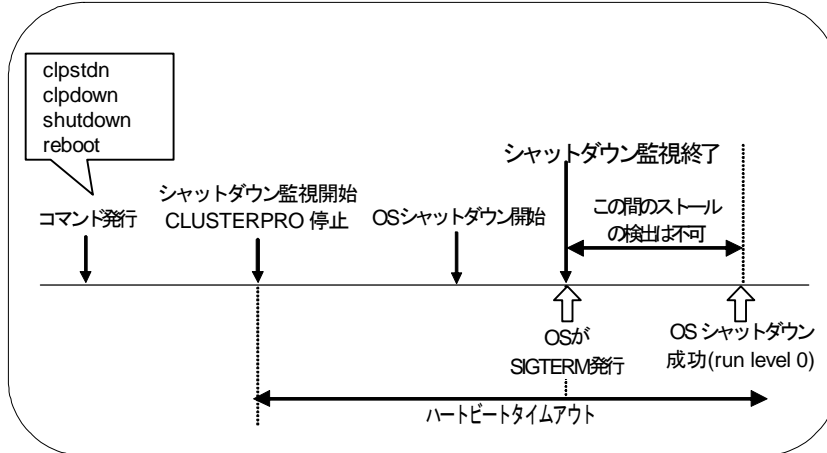 clpstdn
clpdown
shutdown
reboot
コマンド発行
シャットダウン監視開始
CLUSTERPRO 停止
OSシャットダウン開始
シャットダウン監視終了
この間のストール
の検出は不可
OSが
SIGTERM発行
OS シャットダウン
成功(run level 0)
ハートビートタイムアウト